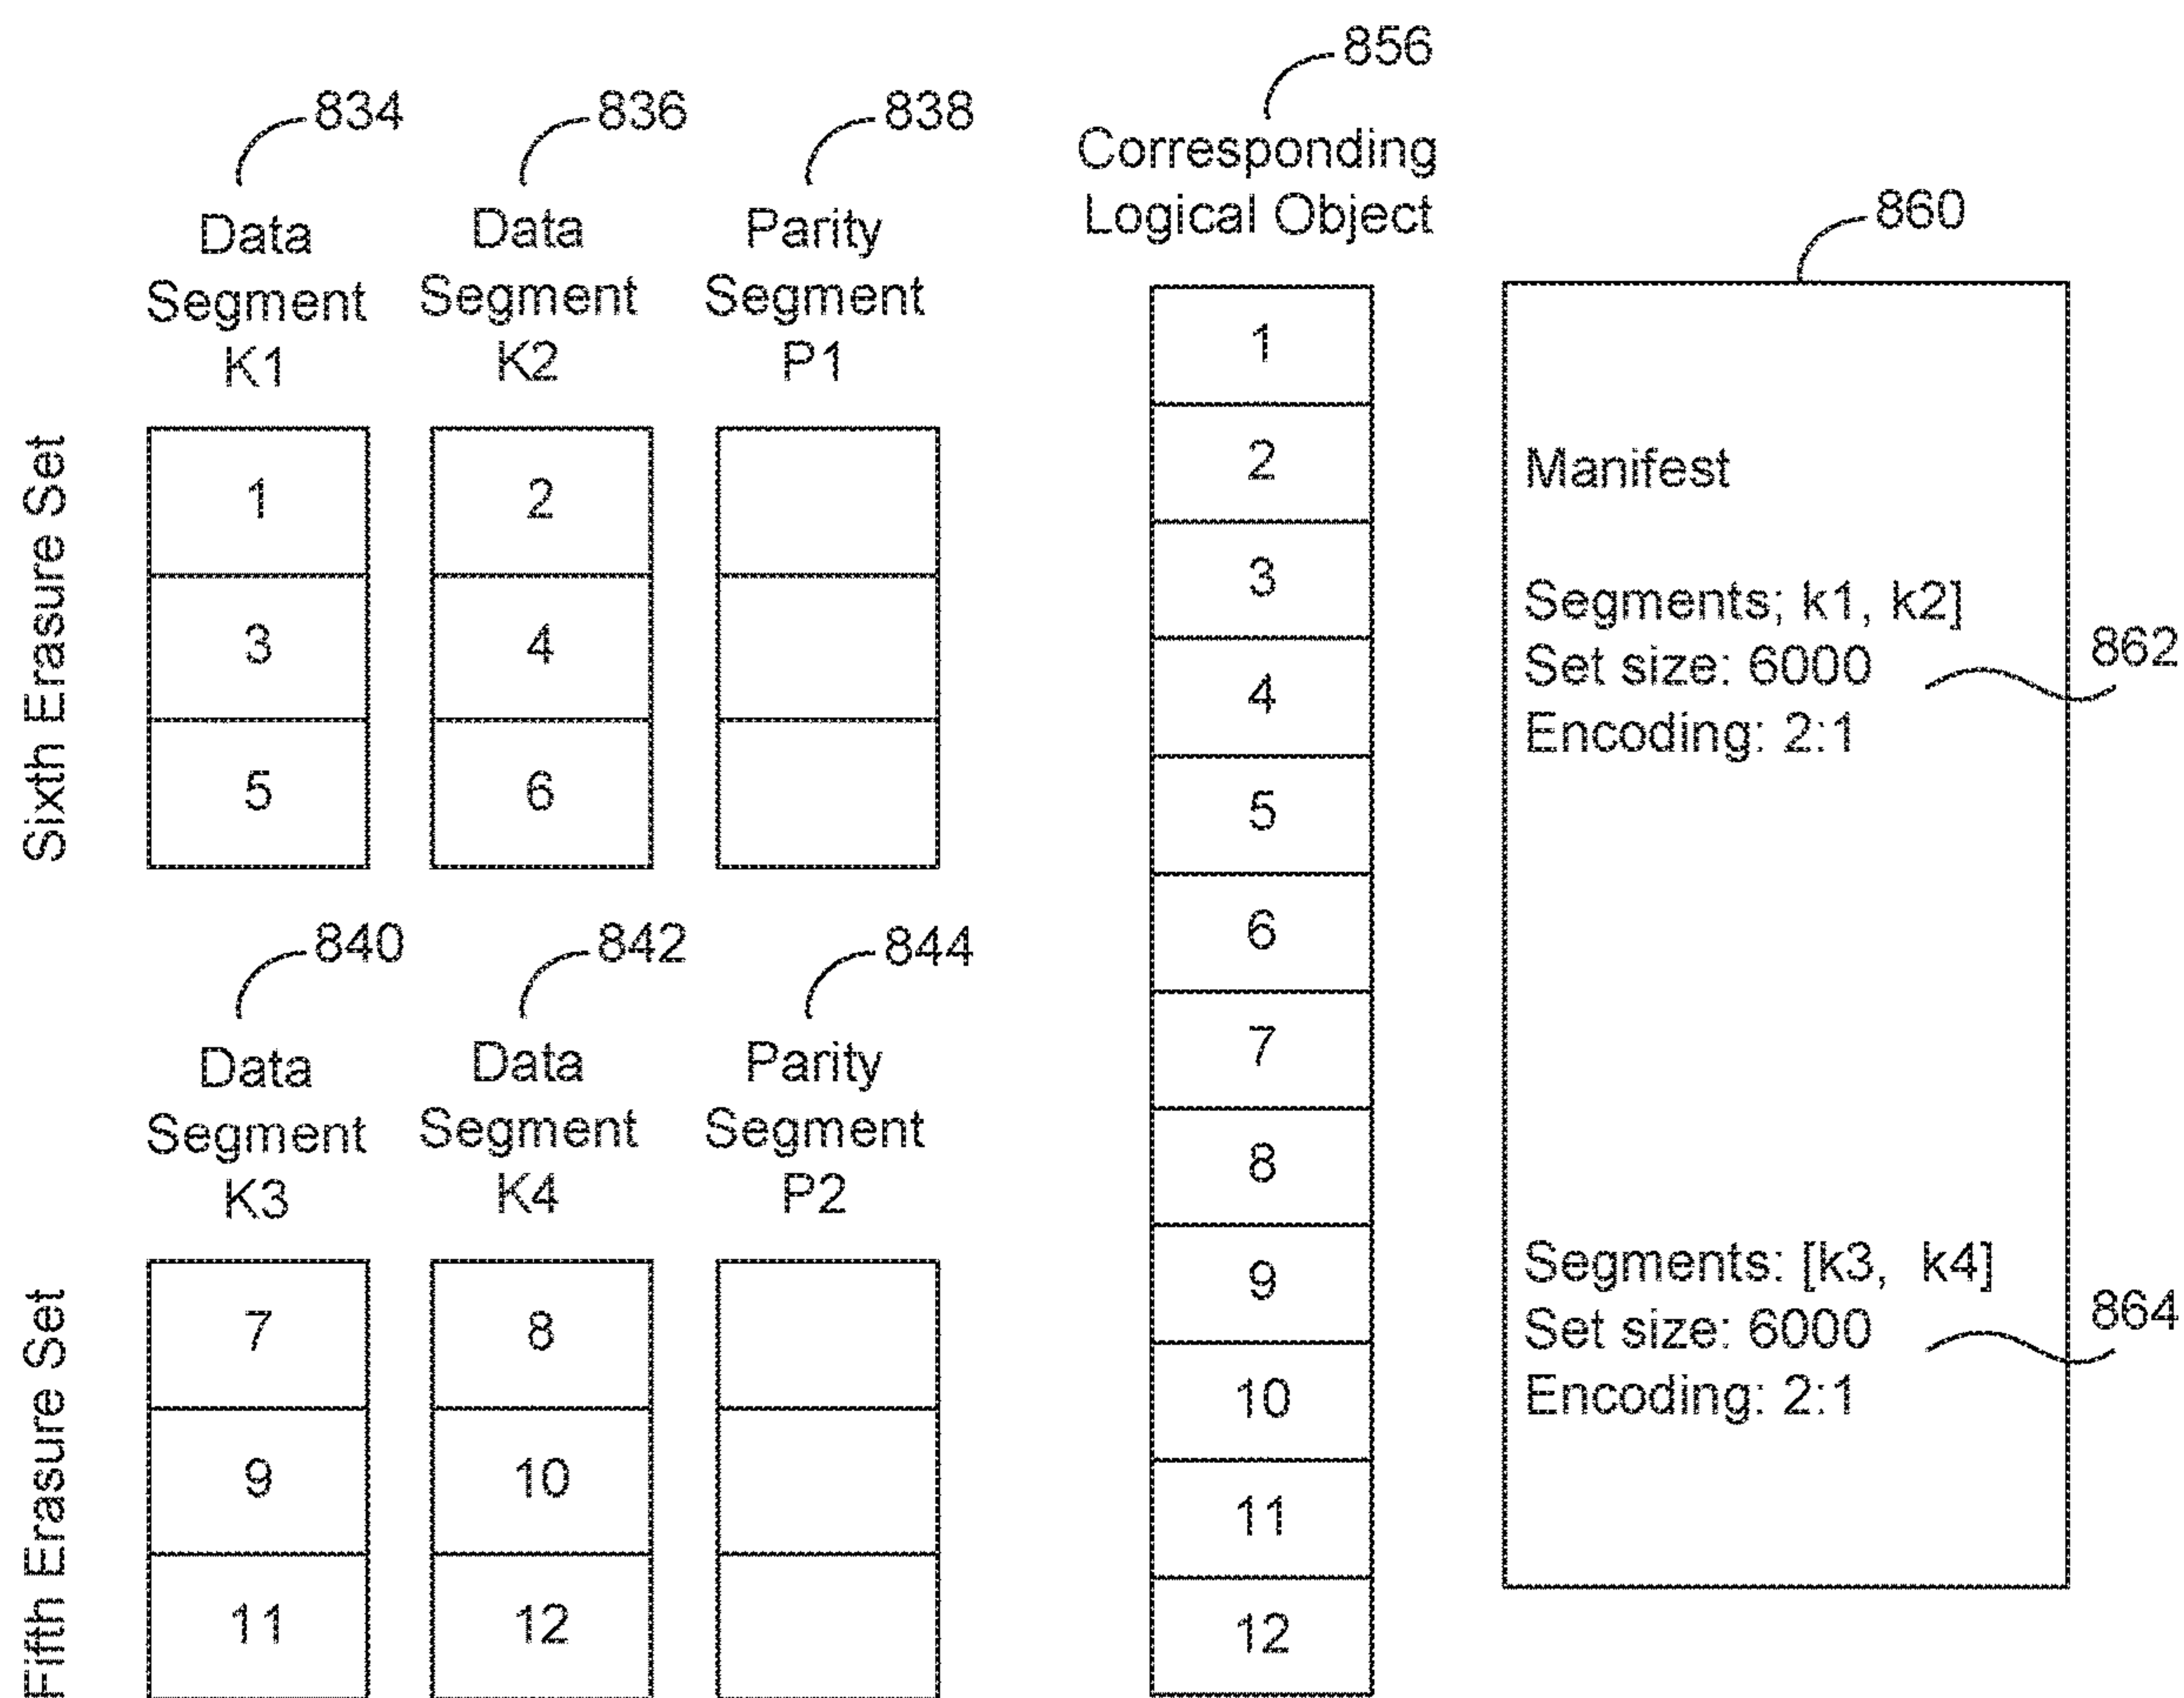 856
834
836
838
Corresponding
Logical Object
860
Data
Segment
K1
Data
Segment
K2
Parity
Segment
P1
Sixth Erasure Set
1
2
3
4
5
6
1
2
3
4
5
6
7
8
9
10
11
12
Manifest
Segments; k1, k2]
Set size: 6000
Encoding: 2:1
862
840
842
844
Data
Segment
K3
Data
Segment
K4
Parity
Segment
P2
Fifth Erasure Set
7
8
9
10
11
12
Segments: [k3, k4]
Set size: 6000
Encoding: 2:1
864